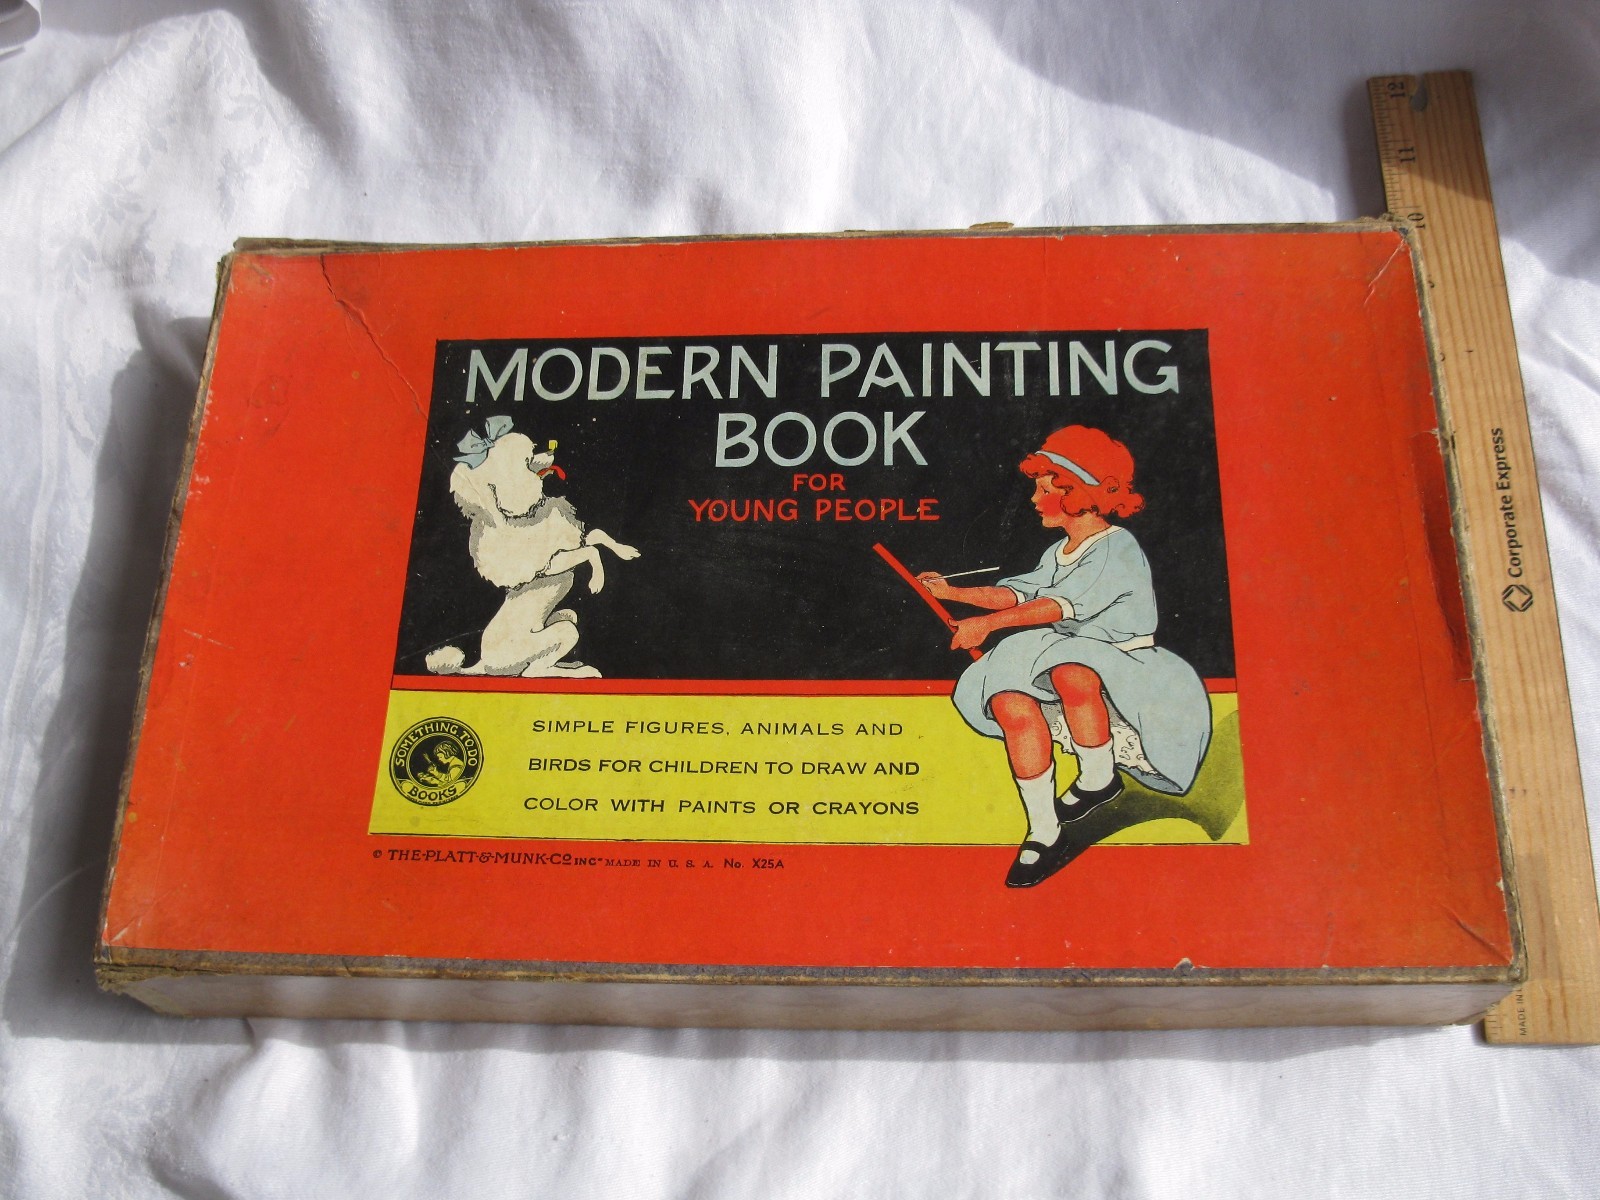 MODERN PAINTING
BOOK
FOR
YOUNG PEOPLE
SIMPLE FIGURES, ANIMALS AND
BIRDS FOR CHILDREN TO DRAW AND
COLOR WITH PAINTS OR CRAYONS
SOMETHING TO DO
BOOKS
© THE·PLATT·&·MUNK·Co INC MADE IN U. S. A. No. X25A
12
11
10
Corporate Express
MADE IN